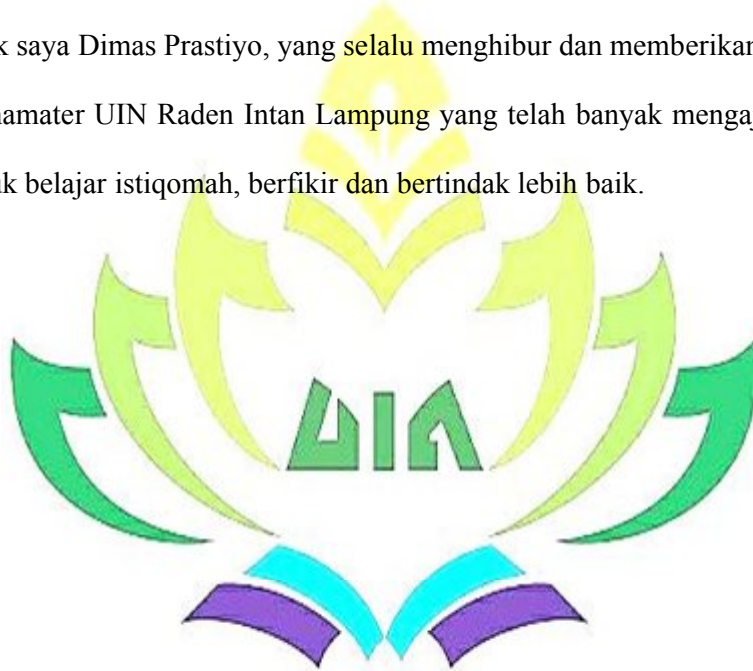 k saya Dimas Prastiyo, yang selalu menghibur dan memberikan
amater UIN Raden Intan Lampung yang telah banyak mengaj
k belajar istiqomah, berfikir dan bertindak lebih baik.
UIN